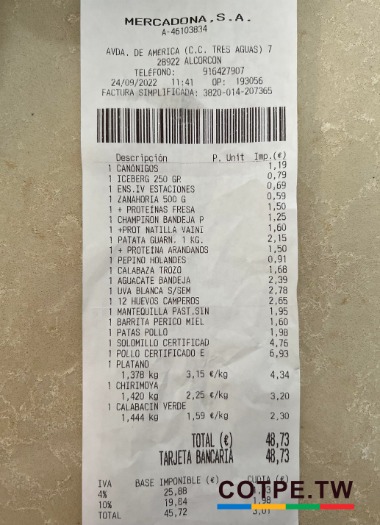 MERCADONA,S.A.
A-46103834
AVDA. DE AMERICA (C.C. TRES AGUAS) 7
28922 ALCORCON
TELÉFONO: 916427907
24/09/2022 11:41 OP: 193056
FACTURA SIMPLIFICADA: 3820-014-207365
Descripción P. Unit Imp.(€)
1 CANÓNIGOS 1,19
1 ICEBERG 250 GR. 0,79
1 ENS.IV ESTACIONES 0,69
1 ZANAHORIA 500 G 0,59
1 + PROTEINAS FRESA 1,50
1 CHAMPIÑON BANDEJA P 1,25
1 +PROT NATILLA VAINI 1,60
1 PATATA GUARN. 1 KG. 2,15
1 + PROTEINA ARANDANOS 1,50
1 PEPINO HOLANDES 0,91
1 CALABAZA TROZO 1,68
1 AGUACATE BANDEJA 2,39
1 UVA BLANCA S/SEM 2,78
1 12 HUEVOS CAMPEROS 2,65
1 MANTEQUILLA PAST.SIN 1,95
1 BARRITA PERICO MIEL 1,60
1 PATAS POLLO 1,98
1 SOLOMILLO CERTIFICAD 4,76
1 POLLO CERTIFICADO E 6,93
1 PLATANO
1,378 kg 3,15 €/kg 4,34
1 CHIRIMOYA
1,420 kg 2,25 €/kg 3,20
1 CALABACIN VERDE
1,444 kg 1,59 €/kg 2,30
TOTAL (€) 48,73
TARJETA BANCARIA 48,73
IVA BASE IMPONIBLE (€) CUOTA (€)
4% 25,88
10% 19,84 1,98
TOTAL 45,72 3,01
COTPE.TW